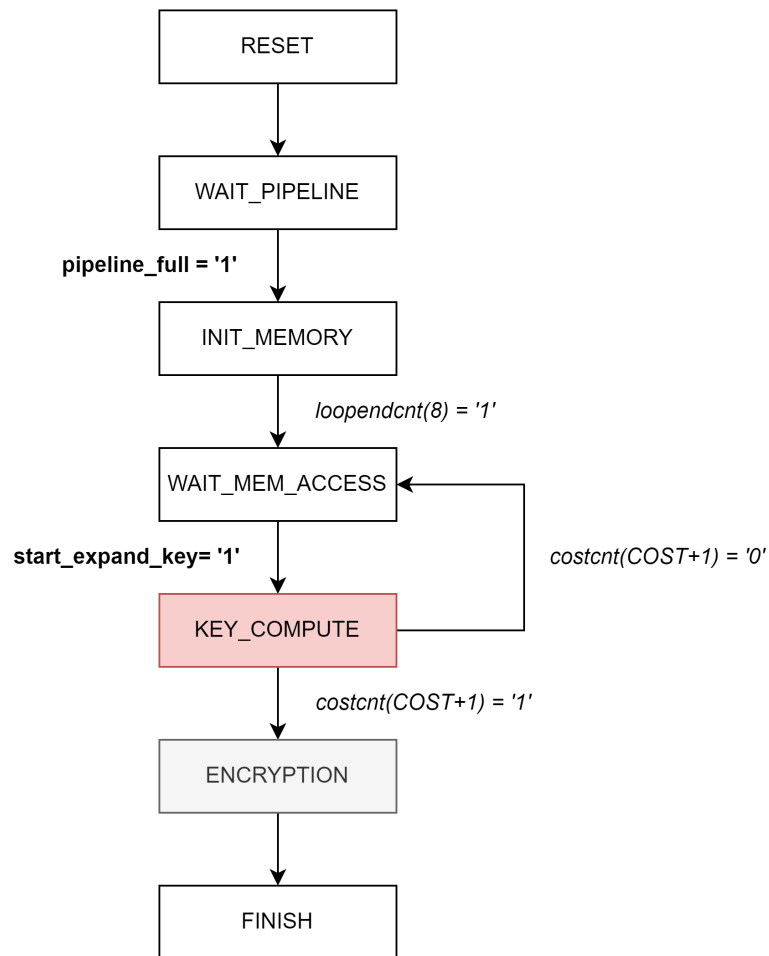 RESET
WAIT_PIPELINE
pipeline_full = '1'
INIT_MEMORY
loopendcnt(8) = '1'
WAIT_MEM_ACCESS
start_expand_key= '1'
costcnt(COST+1) = '0'
KEY_COMPUTE
costcnt(COST+1) = '1'
ENCRYPTION
FINISH